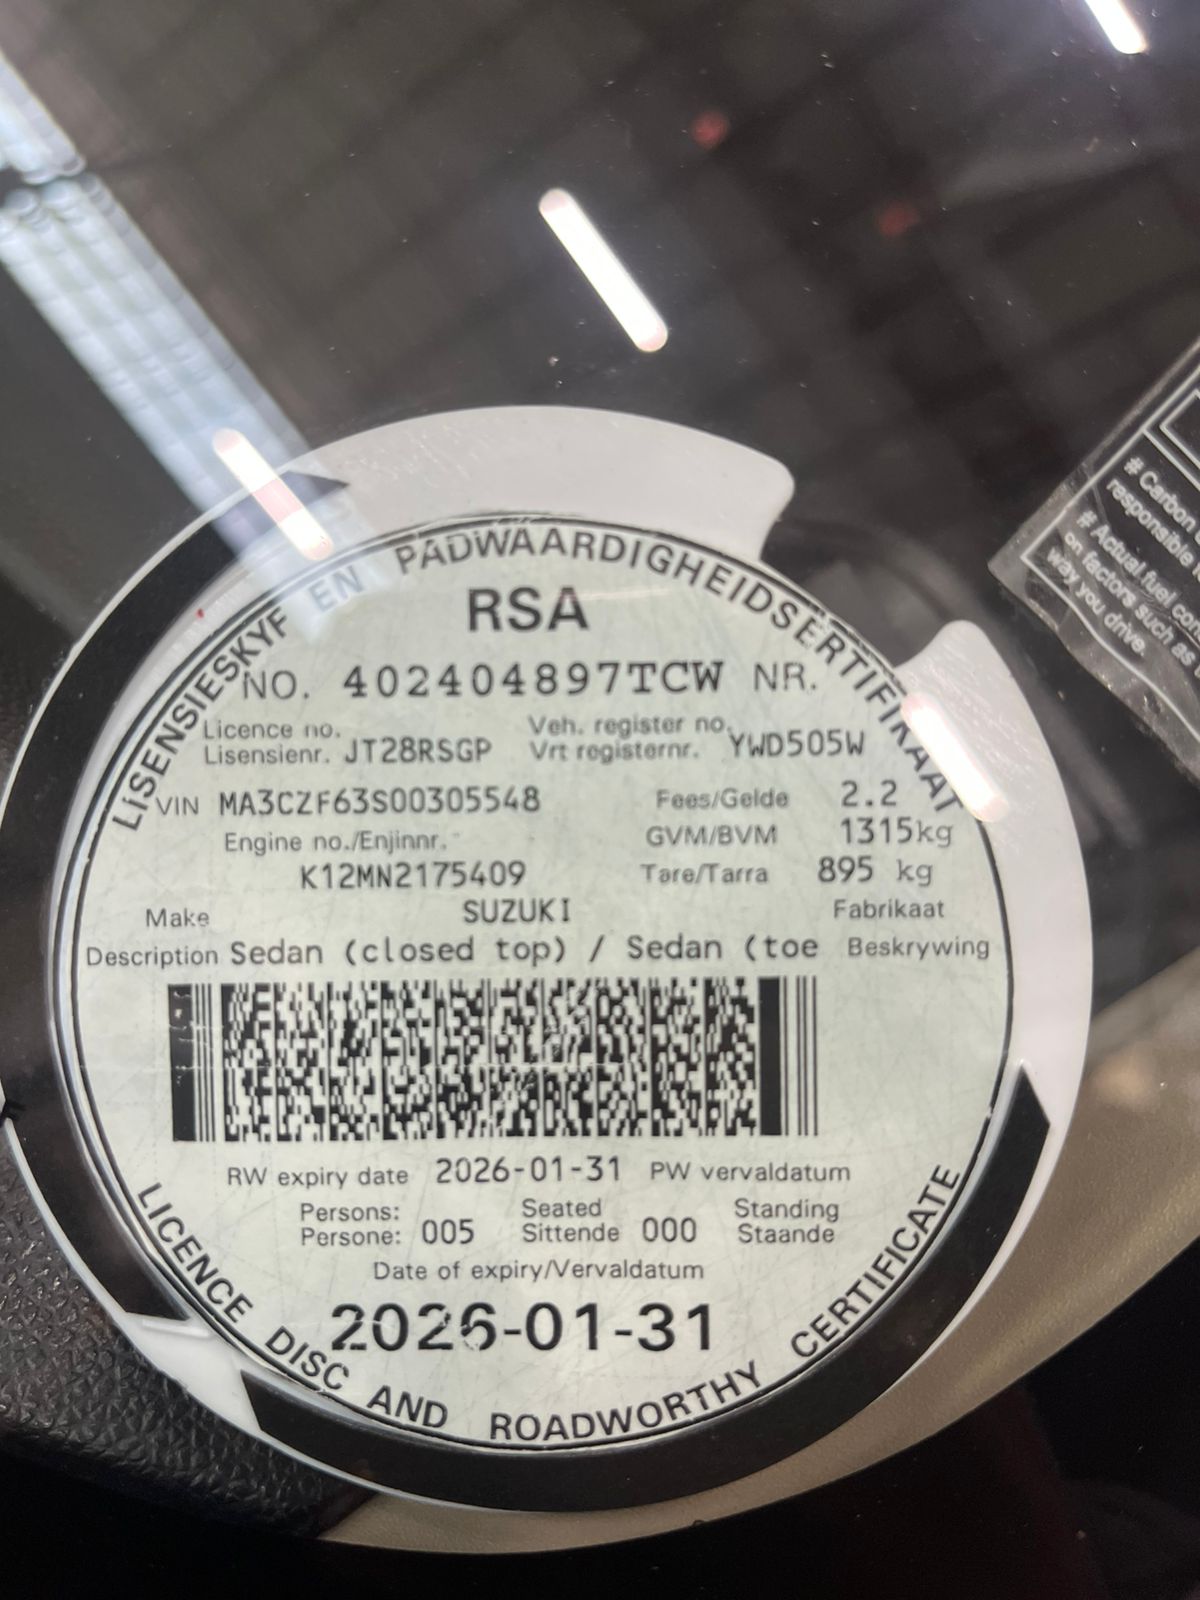 LISENSIESKYF EN PADWAARDIGHEIDSERTIFIKAAT
RSA
NO. 402404897TCW NR.
Licence no. Veh. register no.
Lisensienr. JT28RSGP Vrt registernr. YWD505W
VIN MA3CZF63S00305548 Fees/Gelde 2.2
Engine no./Enjinnr. GVM/BVM 1315kg
K12MN2175409 Tare/Tarra 895 kg
Make SUZUKI Fabrikaat
Description Sedan (closed top) / Sedan (toe Beskrywing
RW expiry date 2026-01-31 PW vervaldatum
Persons: Seated Standing
Persone: 005 Sittende 000 Staande
Date of expiry/Vervaldatum
2026-01-31
LICENCE DISC AND ROADWORTHY CERTIFICATE
# Carbon
responsible
# Actual fuel
on factors such as
way you drive.